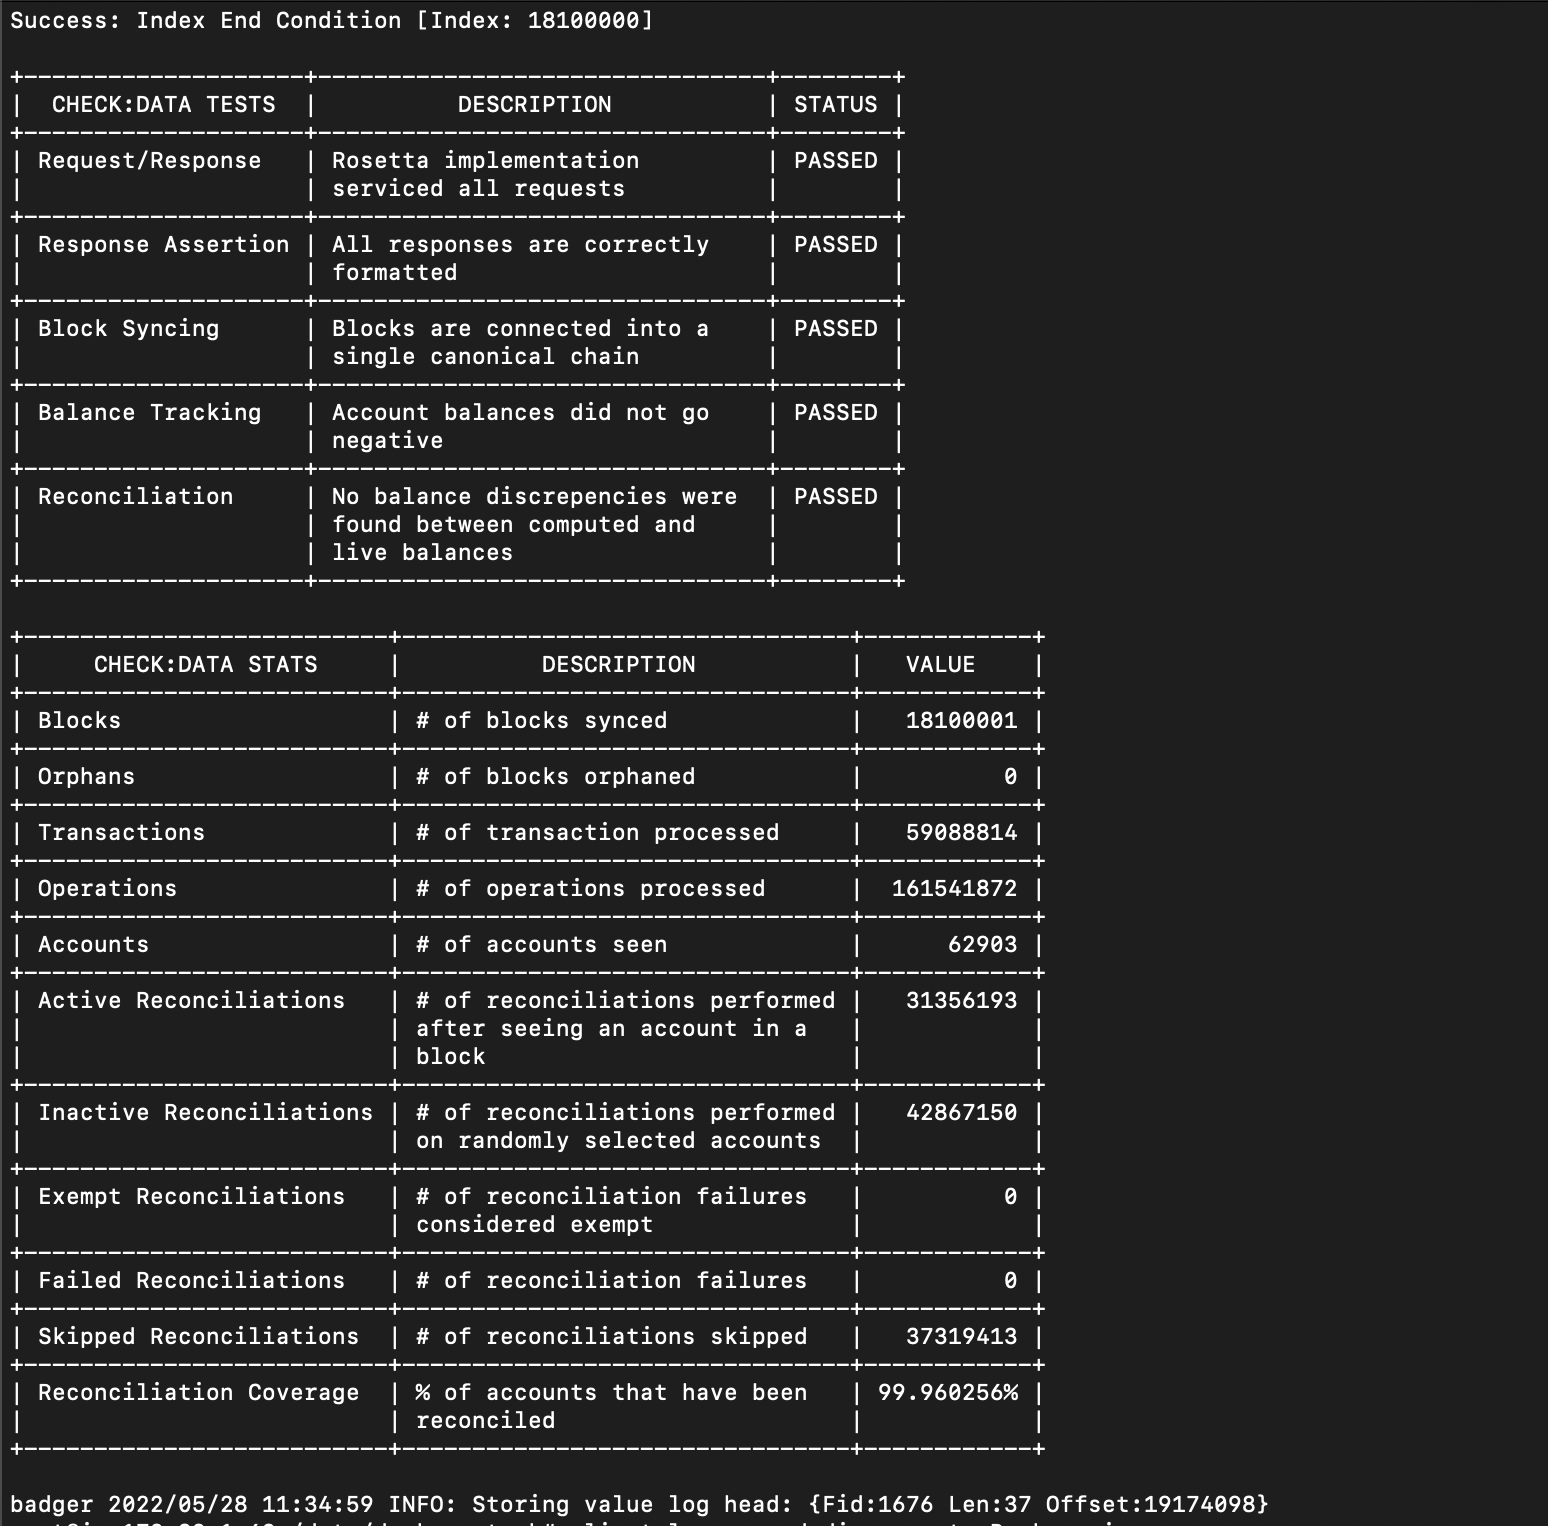 Success: Index End Condition [Index: 18100000]
+--------------------+--------------------------------+--------+
|  CHECK:DATA TESTS  |          DESCRIPTION           | STATUS |
+--------------------+--------------------------------+--------+
| Request/Response   | Rosetta implementation         | PASSED |
|                    | serviced all requests          |        |
+--------------------+--------------------------------+--------+
| Response Assertion | All responses are correctly    | PASSED |
|                    | formatted                      |        |
+--------------------+--------------------------------+--------+
| Block Syncing      | Blocks are connected into a    | PASSED |
|                    | single canonical chain         |        |
+--------------------+--------------------------------+--------+
| Balance Tracking   | Account balances did not go    | PASSED |
|                    | negative                       |        |
+--------------------+--------------------------------+--------+
| Reconciliation     | No balance discrepencies were  | PASSED |
|                    | found between computed and     |        |
|                    | live balances                  |        |
+--------------------+--------------------------------+--------+
+--------------------------+--------------------------------+------------+
|     CHECK:DATA STATS     |          DESCRIPTION           |   VALUE    |
+--------------------------+--------------------------------+------------+
| Blocks                   | # of blocks synced             |   18100001 |
+--------------------------+--------------------------------+------------+
| Orphans                  | # of blocks orphaned           |          0 |
+--------------------------+--------------------------------+------------+
| Transactions             | # of transaction processed     |   59088814 |
+--------------------------+--------------------------------+------------+
| Operations               | # of operations processed      |  161541872 |
+--------------------------+--------------------------------+------------+
| Accounts                 | # of accounts seen             |      62903 |
+--------------------------+--------------------------------+------------+
| Active Reconciliations   | # of reconciliations performed |   31356193 |
|                          | after seeing an account in a   |            |
|                          | block                          |            |
+--------------------------+--------------------------------+------------+
| Inactive Reconciliations | # of reconciliations performed |   42867150 |
|                          | on randomly selected accounts  |            |
+--------------------------+--------------------------------+------------+
| Exempt Reconciliations   | # of reconciliation failures   |          0 |
|                          | considered exempt              |            |
+--------------------------+--------------------------------+------------+
| Failed Reconciliations   | # of reconciliation failures   |          0 |
+--------------------------+--------------------------------+------------+
| Skipped Reconciliations  | # of reconciliations skipped   |   37319413 |
+--------------------------+--------------------------------+------------+
| Reconciliation Coverage  | % of accounts that have been   | 99.960256% |
|                          | reconciled                     |            |
+--------------------------+--------------------------------+------------+
badger 2022/05/28 11:34:59 INFO: Storing value log head: {Fid:1676 Len:37 Offset:19174098}